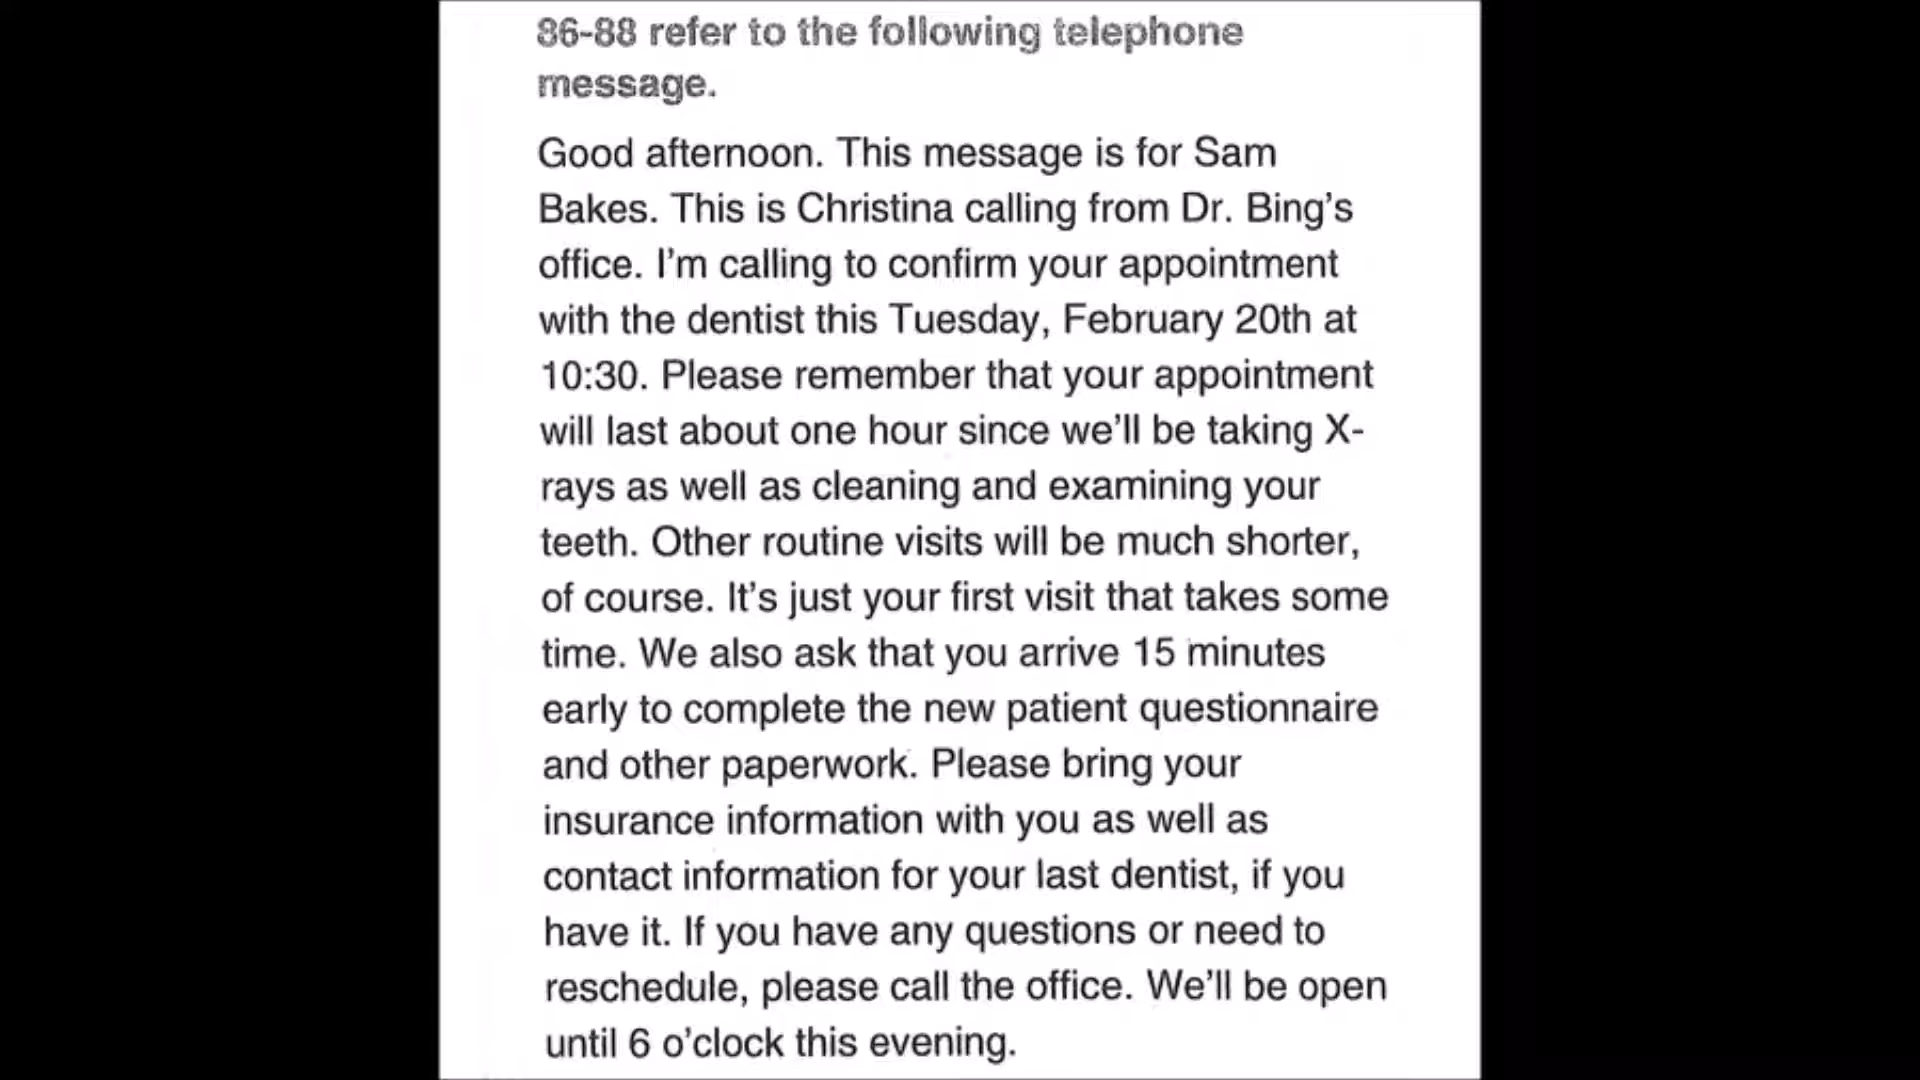 86-88 refer to the following telephone
message.
Good afternoon. This message is for Sam
Bakes. This is Christina calling from Dr. Bing's
office. I'm calling to confirm your appointment
with the dentist this Tuesday, February 20th at
10:30. Please remember that your appointment
will last about one hour since we'll be taking X-
rays as well as cleaning and examining your
teeth. Other routine visits will be much shorter,
of course. It's just your first visit that takes some
time. We also ask that you arrive 15 minutes
early to complete the new patient questionnaire
and other paperwork. Please bring your
insurance information with you as well as
contact information for your last dentist, if you
have it. If you have any questions or need to
reschedule, please call the office. We'll be open
until 6 o'clock this evening.